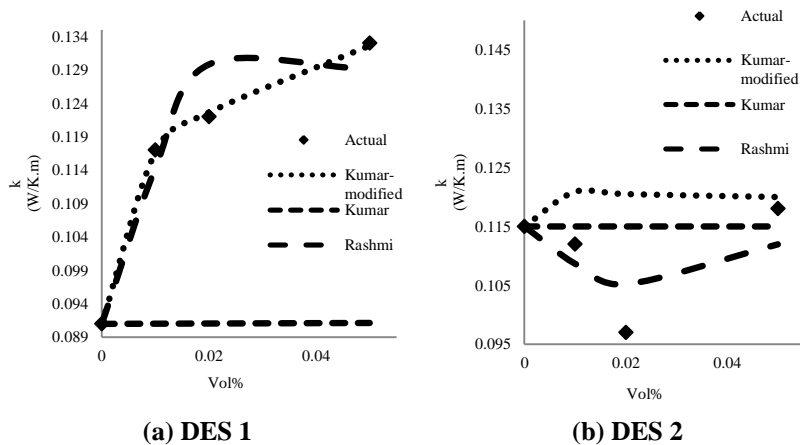 0.134
0.129
0.124
0.119
0.114
0.109
0.104
0.099
0.094
0.089
k
(W/K.m)
0
0.02
0.04
Vol%
Actual
Kumar-
modified
Kumar
Rashmi
(a) DES 1
0.145
0.135
0.125
0.115
0.105
0.095
k
(W/K.m)
0
0.02
0.04
Vol%
Actual
Kumar-
modified
Kumar
Rashmi
(b) DES 2